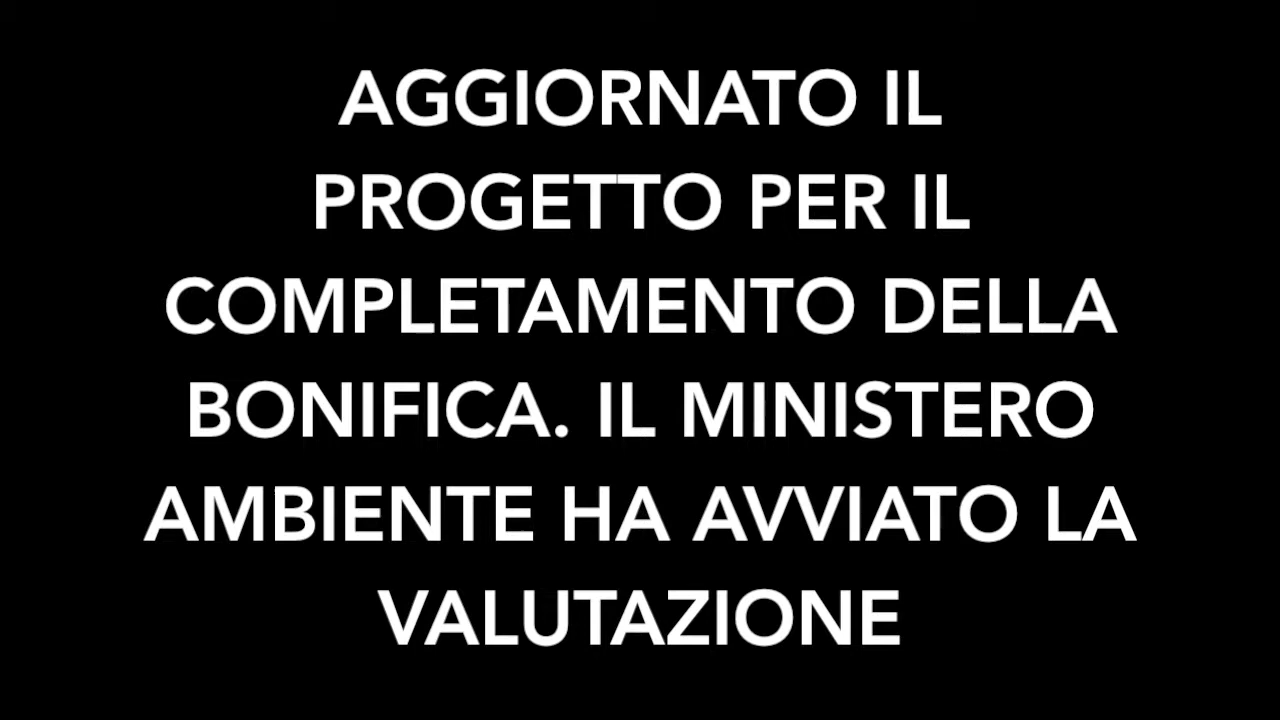 AGGIORNATO IL
PROGETTO PER IL
COMPLETAMENTO DELLA
BONIFICA. IL MINISTERO
AMBIENTE HA AVVIATO LA
VALUTAZIONE